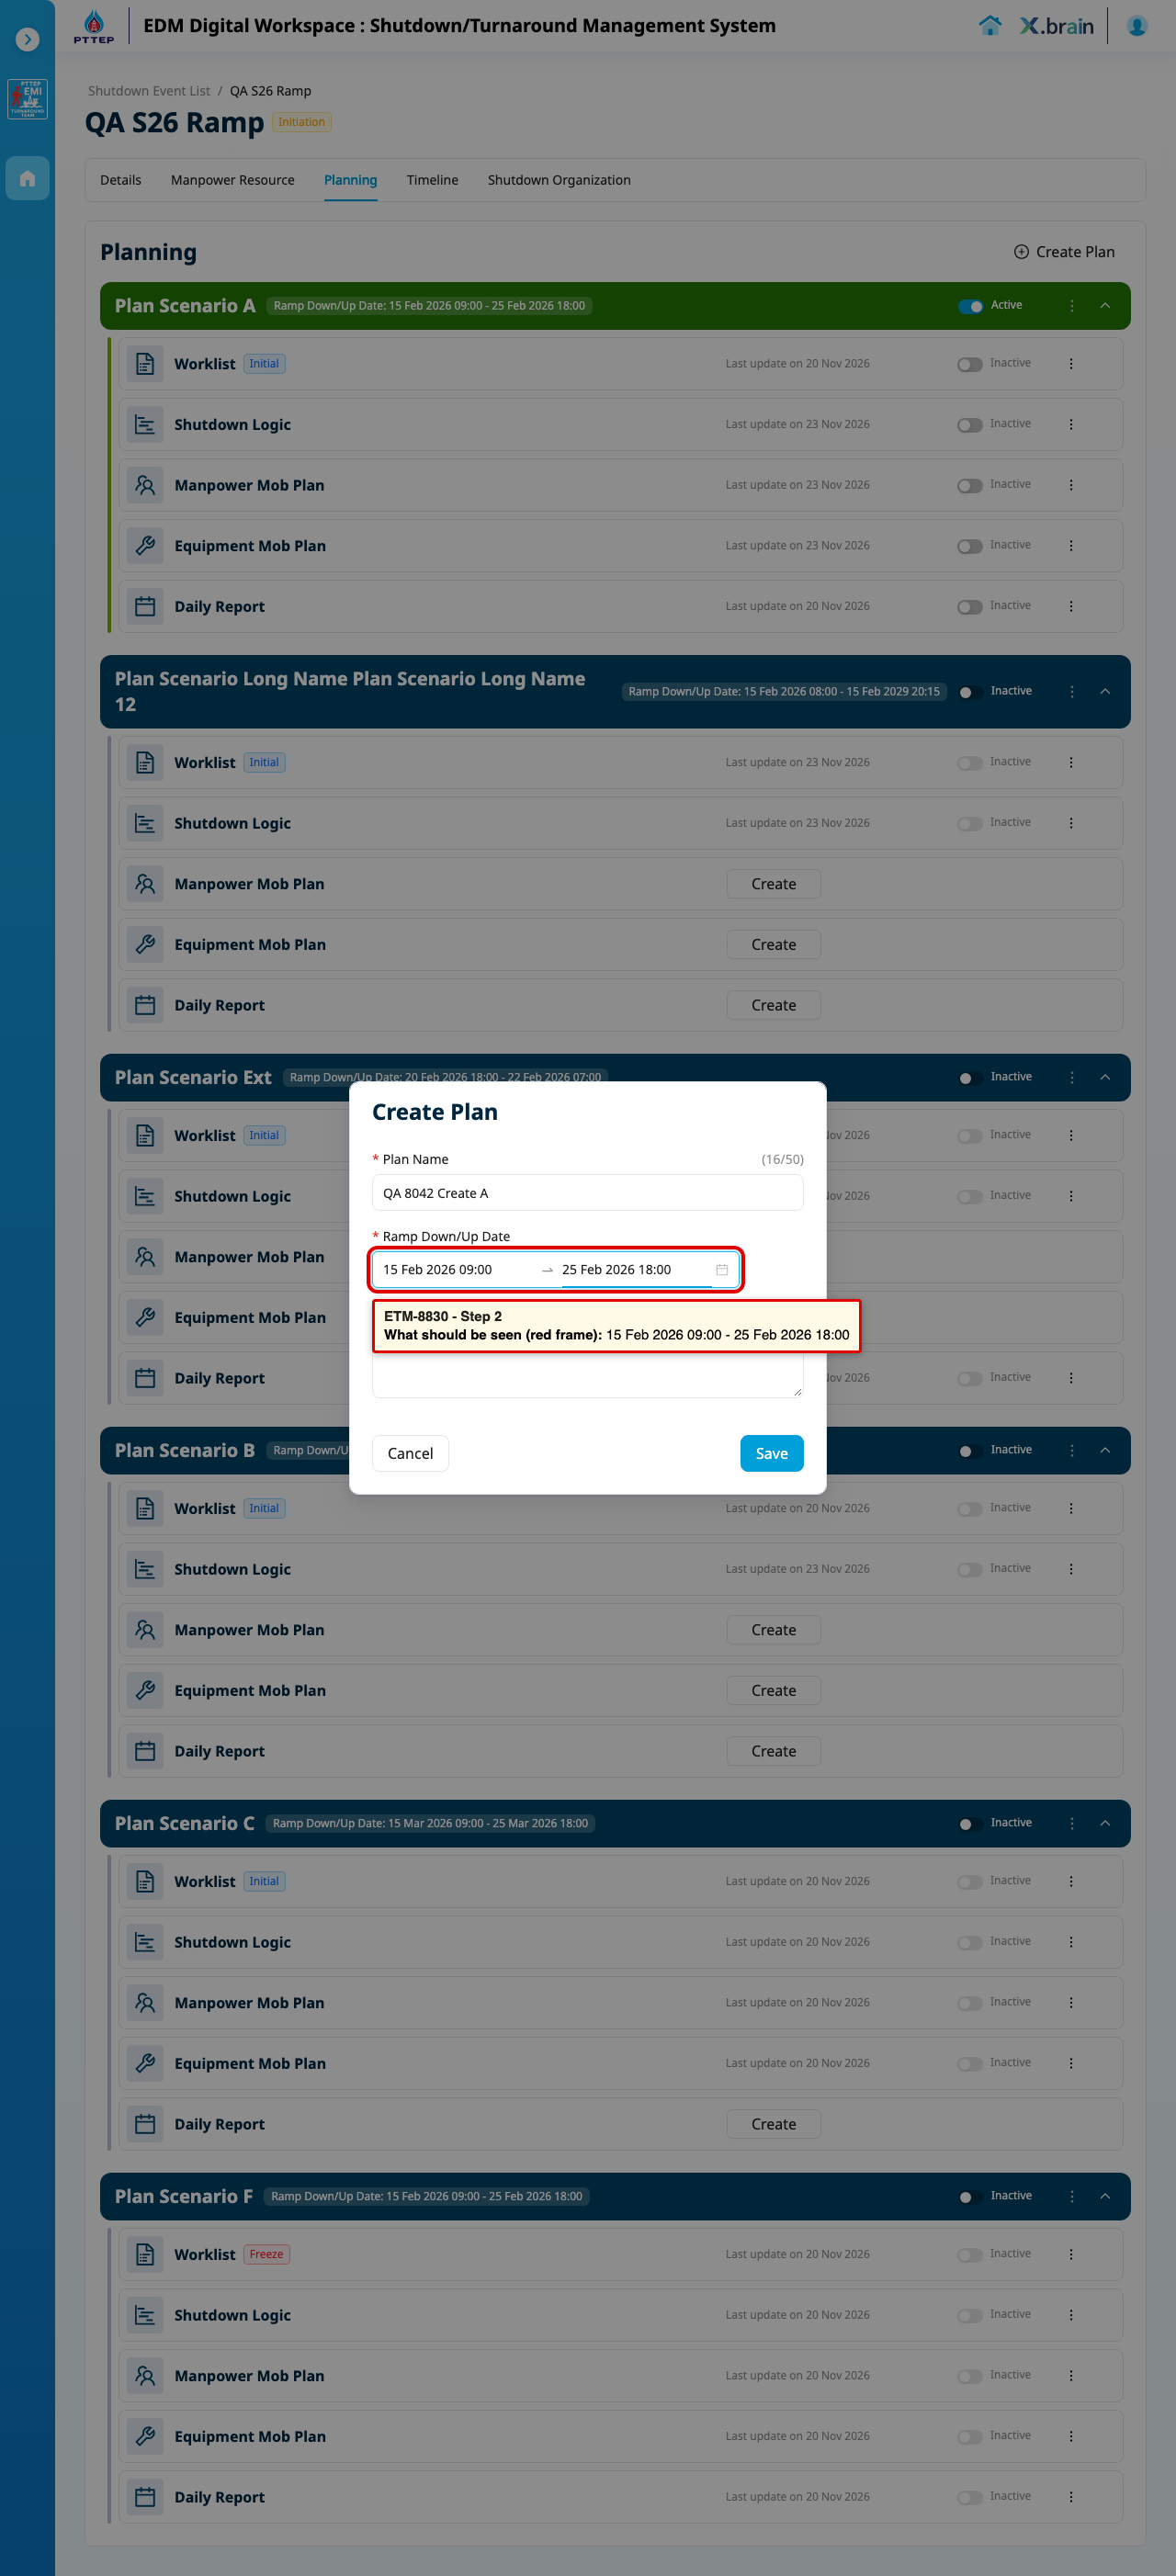 PTTEP
EDM Digital Workspace : Shutdown/Turnaround Management System
X.brain
PTTEP
EMI
TURNAROUND
TEAM
Shutdown Event List / QA S26 Ramp
QA S26 Ramp Initiation
Details Manpower Resource Planning Timeline Shutdown Organization
Planning Create Plan
Plan Scenario A Ramp Down/Up Date: 15 Feb 2026 09:00 - 25 Feb 2026 18:00 Active
Worklist Initial Last update on 20 Nov 2026 Inactive
Shutdown Logic Last update on 23 Nov 2026 Inactive
Manpower Mob Plan Last update on 23 Nov 2026 Inactive
Equipment Mob Plan Last update on 23 Nov 2026 Inactive
Daily Report Last update on 20 Nov 2026 Inactive
Plan Scenario Long Name Plan Scenario Long Name
12 Ramp Down/Up Date: 15 Feb 2026 08:00 - 15 Feb 2029 20:15 Inactive
Worklist Initial Last update on 23 Nov 2026 Inactive
Shutdown Logic Last update on 23 Nov 2026 Inactive
Manpower Mob Plan Create
Equipment Mob Plan Create
Daily Report Create
Plan Scenario Ext Ramp Down/Up Date: 20 Feb 2026 18:00 - 22 Feb 2026 07:00 Inactive
Worklist Initial Nov 2026 Inactive
Shutdown Logic Nov 2026 Inactive
Manpower Mob Plan
Equipment Mob Plan
Daily Report Nov 2026 Inactive
Create Plan
* Plan Name (16/50)
QA 8042 Create A
* Ramp Down/Up Date
15 Feb 2026 09:00 → 25 Feb 2026 18:00
ETM-8830 - Step 2
What should be seen (red frame): 15 Feb 2026 09:00 - 25 Feb 2026 18:00
Cancel Save
Plan Scenario B Ramp Down/U Inactive
Worklist Initial Last update on 20 Nov 2026 Inactive
Shutdown Logic Last update on 23 Nov 2026 Inactive
Manpower Mob Plan Create
Equipment Mob Plan Create
Daily Report Create
Plan Scenario C Ramp Down/Up Date: 15 Mar 2026 09:00 - 25 Mar 2026 18:00 Inactive
Worklist Initial Last update on 20 Nov 2026 Inactive
Shutdown Logic Last update on 20 Nov 2026 Inactive
Manpower Mob Plan Last update on 20 Nov 2026 Inactive
Equipment Mob Plan Last update on 20 Nov 2026 Inactive
Daily Report Create
Plan Scenario F Ramp Down/Up Date: 15 Feb 2026 09:00 - 25 Feb 2026 18:00 Inactive
Worklist Freeze Last update on 20 Nov 2026 Inactive
Shutdown Logic Last update on 20 Nov 2026 Inactive
Manpower Mob Plan Last update on 20 Nov 2026 Inactive
Equipment Mob Plan Last update on 20 Nov 2026 Inactive
Daily Report Last update on 20 Nov 2026 Inactive